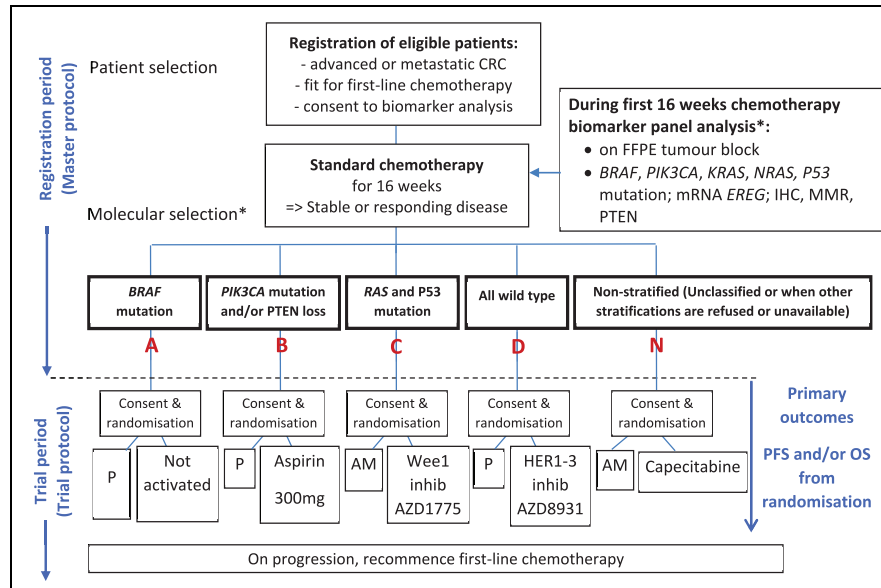 Registration period
(Master protocol)
Patient selection
Registration of eligible patients:
- advanced or metastatic CRC
- fit for first-line chemotherapy
- consent to biomarker analysis
During first 16 weeks chemotherapy
biomarker panel analysis*:
• on FFPE tumour block
• BRAF, PIK3CA, KRAS, NRAS, P53
mutation; mRNA EREG; IHC, MMR,
PTEN
Standard chemotherapy
for 16 weeks
=> Stable or responding disease
Molecular selection*
BRAF
mutation
PIK3CA mutation
and/or PTEN loss
RAS and P53
mutation
All wild type
Non-stratified (Unclassified or when other
stratifications are refused or unavailable)
A
B
C
D
N
Trial period
(Trial protocol)
Consent &
randomisation
Consent &
randomisation
Consent &
randomisation
Consent &
randomisation
Consent &
randomisation
P
Not
activated
P
Aspirin
300mg
AM
Wee1
inhib
AZD1775
P
HER1-3
inhib
AZD8931
AM
Capecitabine
Primary
outcomes
PFS and/or OS
from
randomisation
On progression, recommence first-line chemotherapy